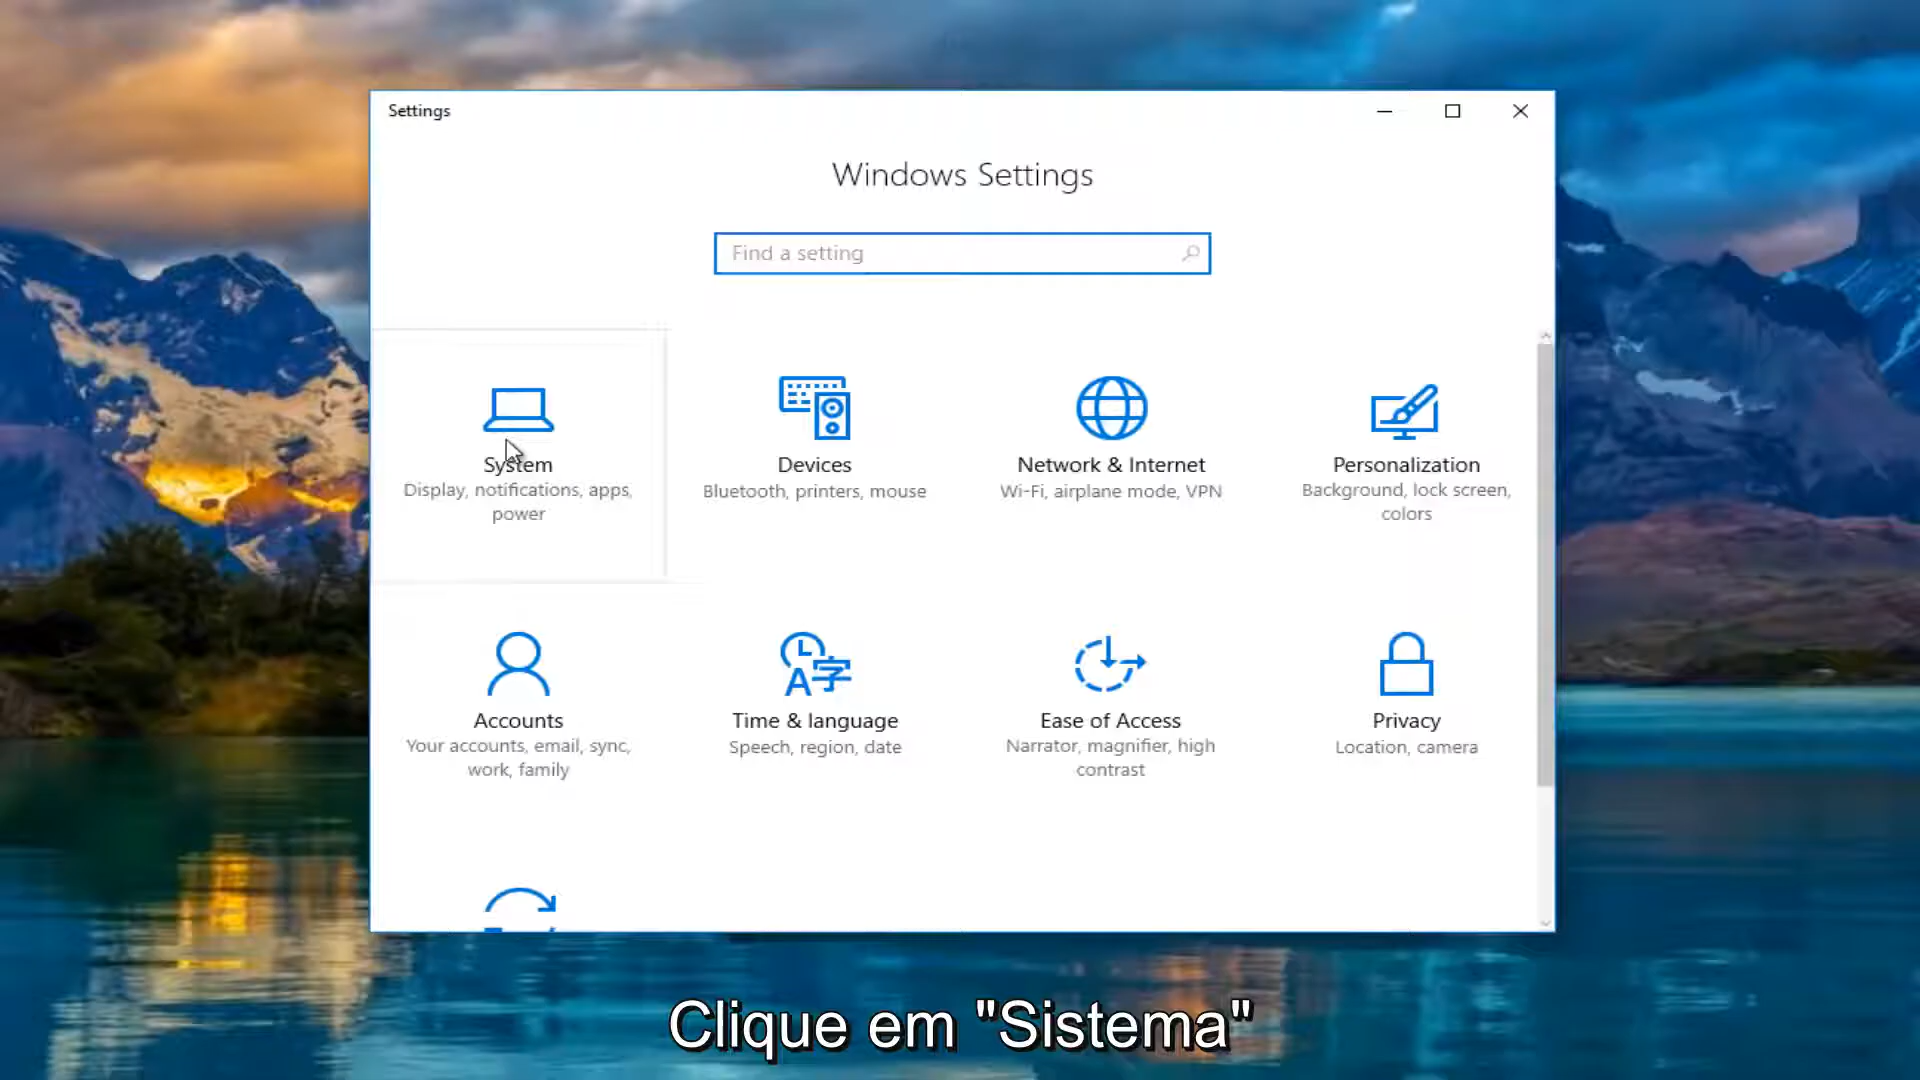 Settings
Windows Settings
Find a setting
System
Display, notifications, apps,
power
Devices
Bluetooth, printers, mouse
Network & Internet
Wi-Fi, airplane mode, VPN
Personalization
Background, lock screen,
colors
Accounts
Your accounts, email, sync,
work, family
Time & language
Speech, region, date
Ease of Access
Narrator, magnifier, high
contrast
Privacy
Location, camera
Clique em "Sistema"